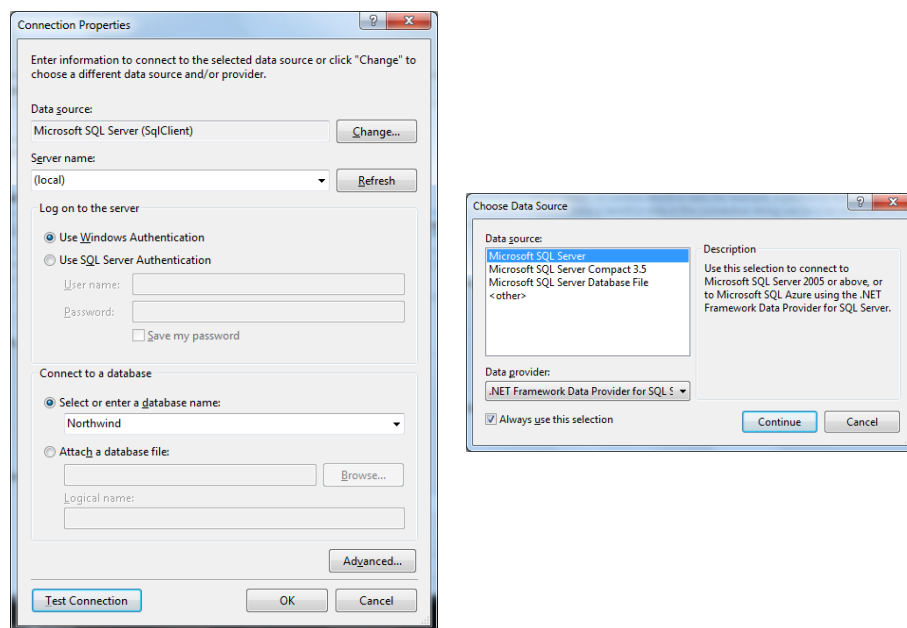 Connection Properties
Enter information to connect to the selected data source or click "Change" to
choose a different data source and/or provider.
Data source:
Microsoft SQL Server (SqlClient)
Change...
Server name:
(local)
Refresh
Log on to the server
Use Windows Authentication
Use SQL Server Authentication
User name:
Password:
Save my password
Connect to a database
Select or enter a database name:
Northwind
Attach a database file:
Browse...
Logical name:
Advanced...
Test Connection
OK
Cancel
Choose Data Source
Data source:
Microsoft SQL Server
Microsoft SQL Server Compact 3.5
Microsoft SQL Server Database File
<other>
Description
Use this selection to connect to
Microsoft SQL Server 2005 or above, or
to Microsoft SQL Azure using the .NET
Framework Data Provider for SQL Server.
Data provider:
.NET Framework Data Provider for SQL S
Always use this selection
Continue
Cancel